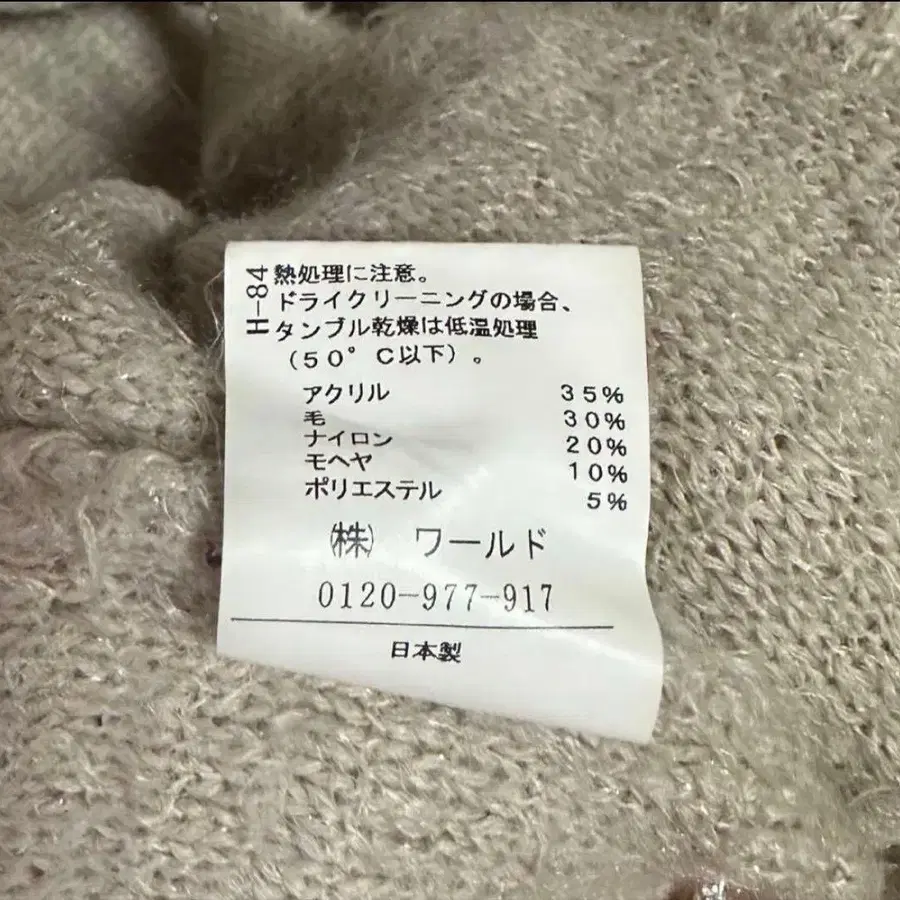 H-84
熱処理に注意。
ドライクリーニングの場合、
タンブル乾燥は低温処理
（５０°Ｃ以下）。
アクリル 35%
毛 30%
ナイロン 20%
モヘヤ 10%
ポリエステル 5%
㈱ ワールド
0120-977-917
日本製